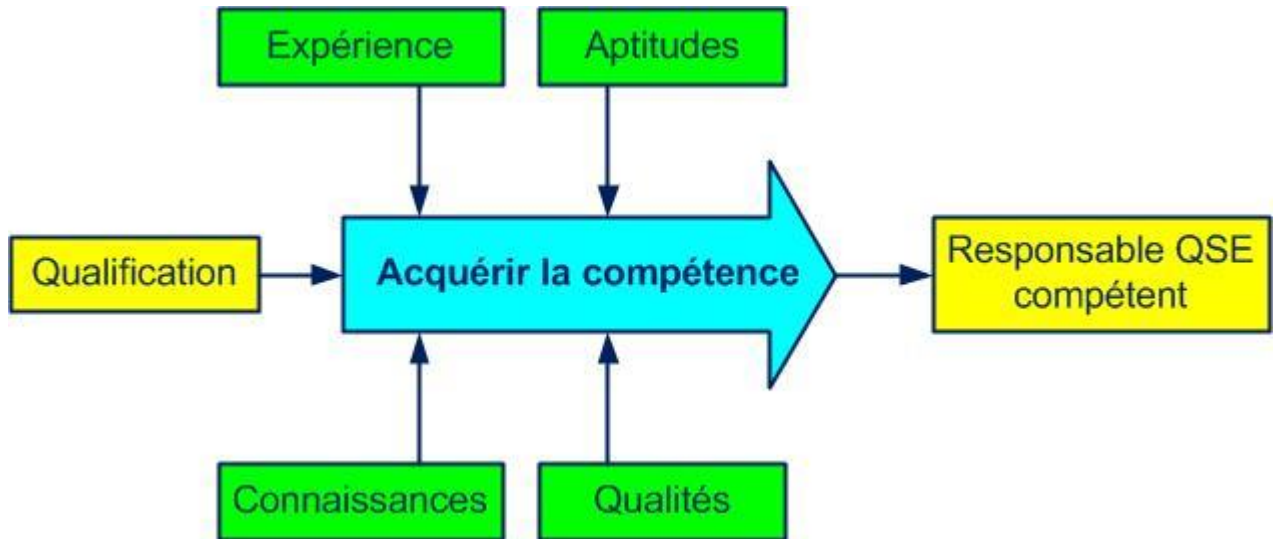 Expérience
Aptitudes
Qualification
Acquérir la compétence
Responsable QSE
compétent
Connaissances
Qualités